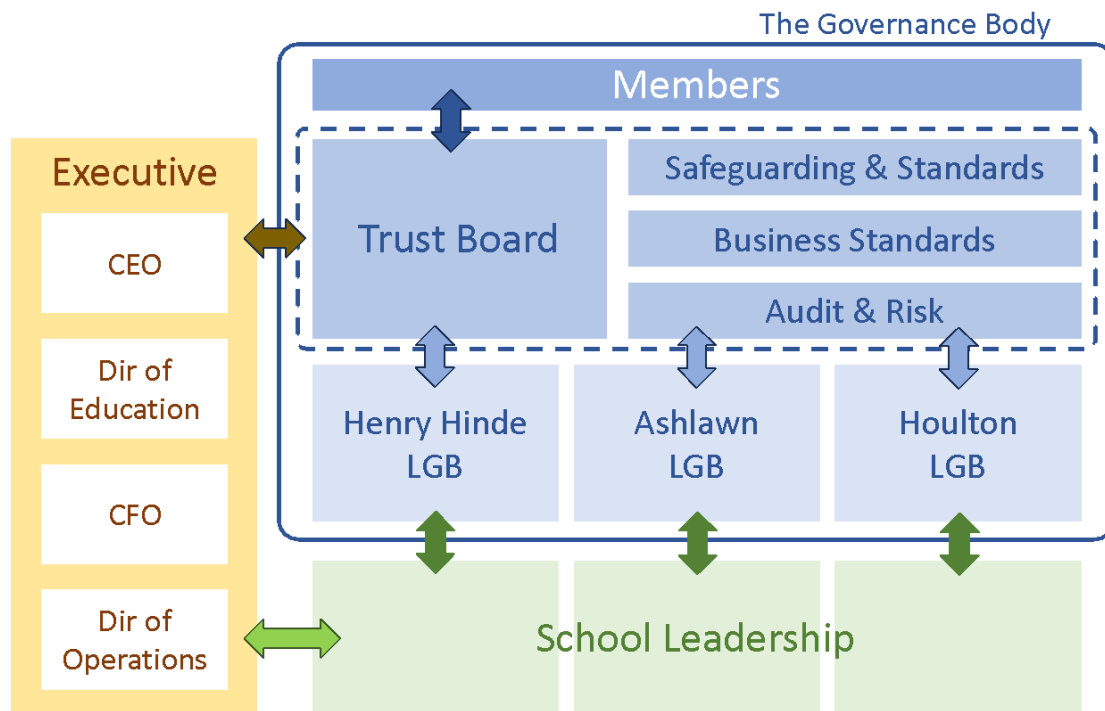 The Governance Body
Members
Executive
CEO
Dir of
Education
CFO
Dir of
Operations
Trust Board
Safeguarding & Standards
Business Standards
Audit & Risk
Henry Hinde
LGB
Ashlawn
LGB
Houlton
LGB
School Leadership